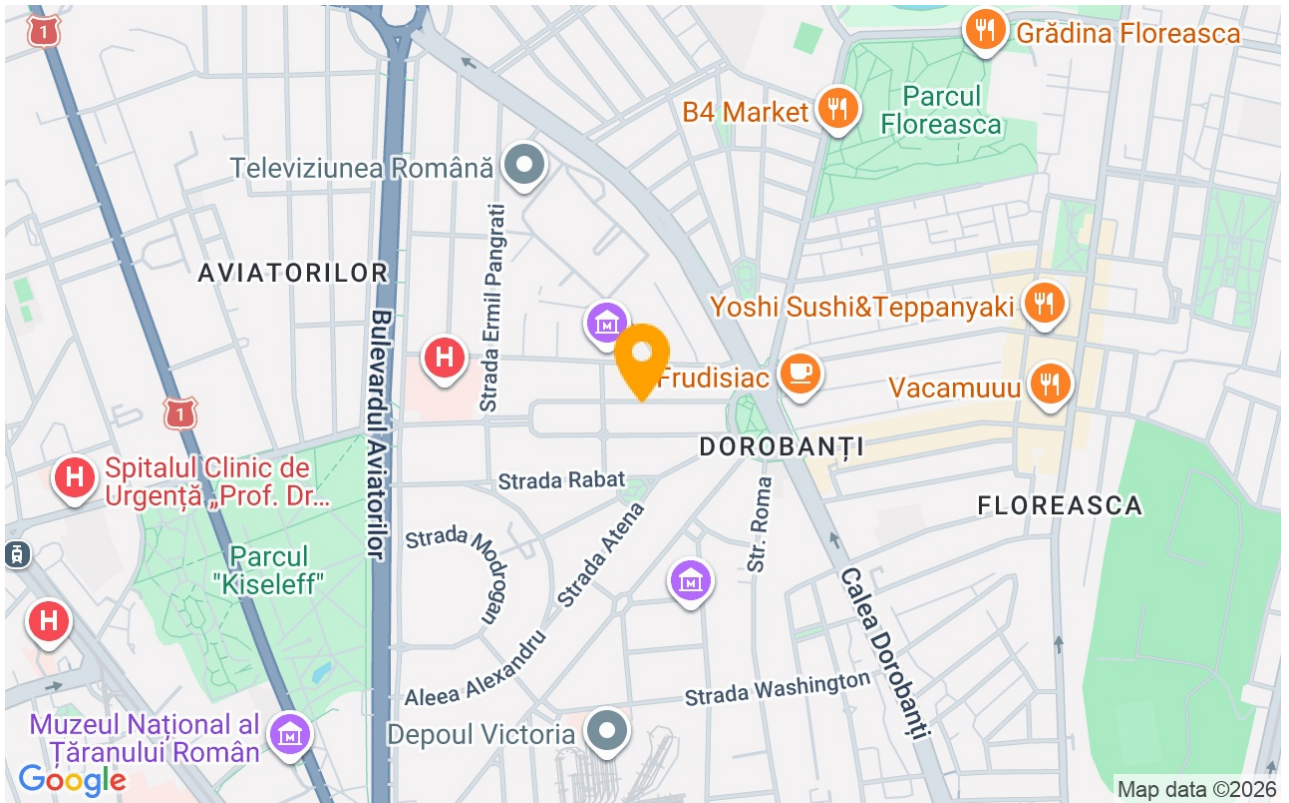 1
Grădina Floreasca
B4 Market
Parcul
Floreasca
Televiziunea Română
AVIATORILOR
Strada Ermil Pangrati
Bulevardul Aviatorilor
M
Yoshi Sushi&Teppanyaki
H
Frudisiac
Vacamuuu
1
DOROBANȚI
H
Spitalul Clinic de
Urgență „Prof. Dr...
Strada Rabat
FLOREASCA
Strada Modrogan
Strada Atena
Str. Roma
Parcul
"Kiseleff"
M
H
Calea Dorobanți
Aleea Alexandru
Strada Washington
Muzeul Național al
Țăranului Român
M
Depoul Victoria
Google
Map data ©2026